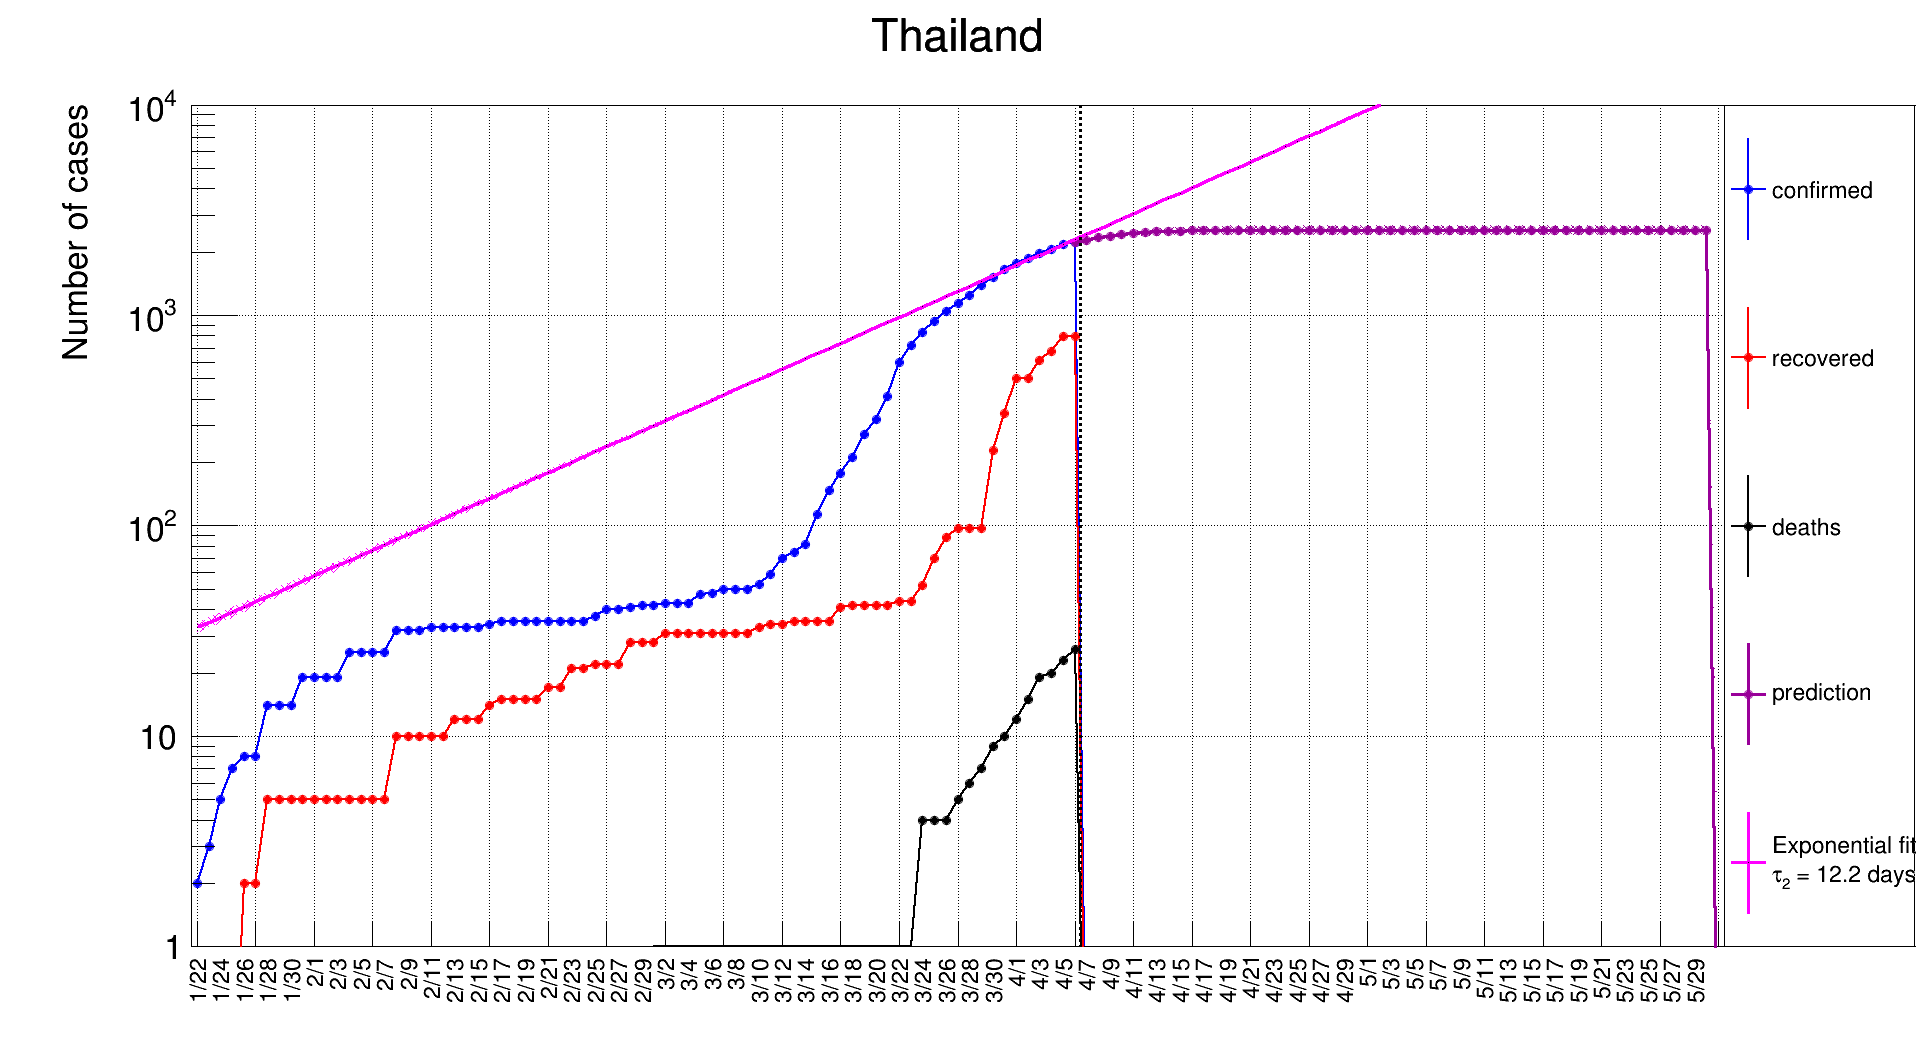 Thailand
Number of cases
10^4
10^3
10^2
10
1
1/22 1/24 1/26 1/28 1/30 2/1 2/3 2/5 2/7 2/9 2/11 2/13 2/15 2/17 2/19 2/21 2/23 2/25 2/27 2/29 3/2 3/4 3/6 3/8 3/10 3/12 3/14 3/16 3/18 3/20 3/22 3/24 3/26 3/28 3/30 4/1 4/3 4/5 4/7 4/9 4/11 4/13 4/15 4/17 4/19 4/21 4/23 4/25 4/27 4/29 5/1 5/3 5/5 5/7 5/9 5/11 5/13 5/15 5/17 5/19 5/21 5/23 5/25 5/27 5/29
confirmed
recovered
deaths
prediction
Exponential fit
τ₂ = 12.2 days